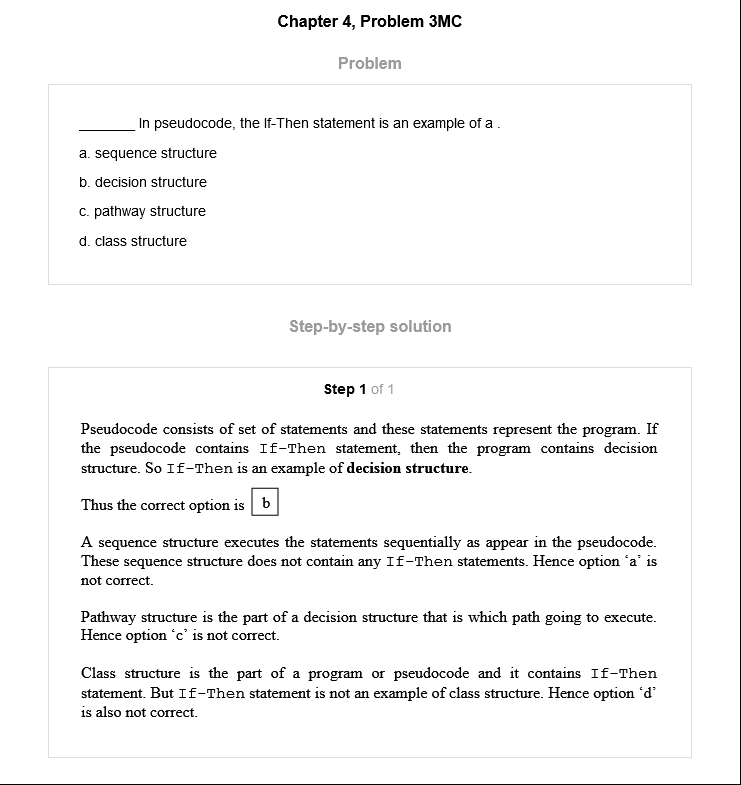 Chapter 4, Problem 3MC
Problem
_______ In pseudocode, the If-Then statement is an example of a .
a. sequence structure
b. decision structure
c. pathway structure
d. class structure
Step-by-step solution
Step 1 of 1
Pseudocode consists of set of statements and these statements represent the program. If
the pseudocode contains If-Then statement, then the program contains decision
structure. So If-Then is an example of decision structure.
Thus the correct option is b
A sequence structure executes the statements sequentially as appear in the pseudocode.
These sequence structure does not contain any If-Then statements. Hence option ‘a’ is
not correct.
Pathway structure is the part of a decision structure that is which path going to execute.
Hence option ‘c’ is not correct.
Class structure is the part of a program or pseudocode and it contains If-Then
statement. But If-Then statement is not an example of class structure. Hence option ‘d’
is also not correct.